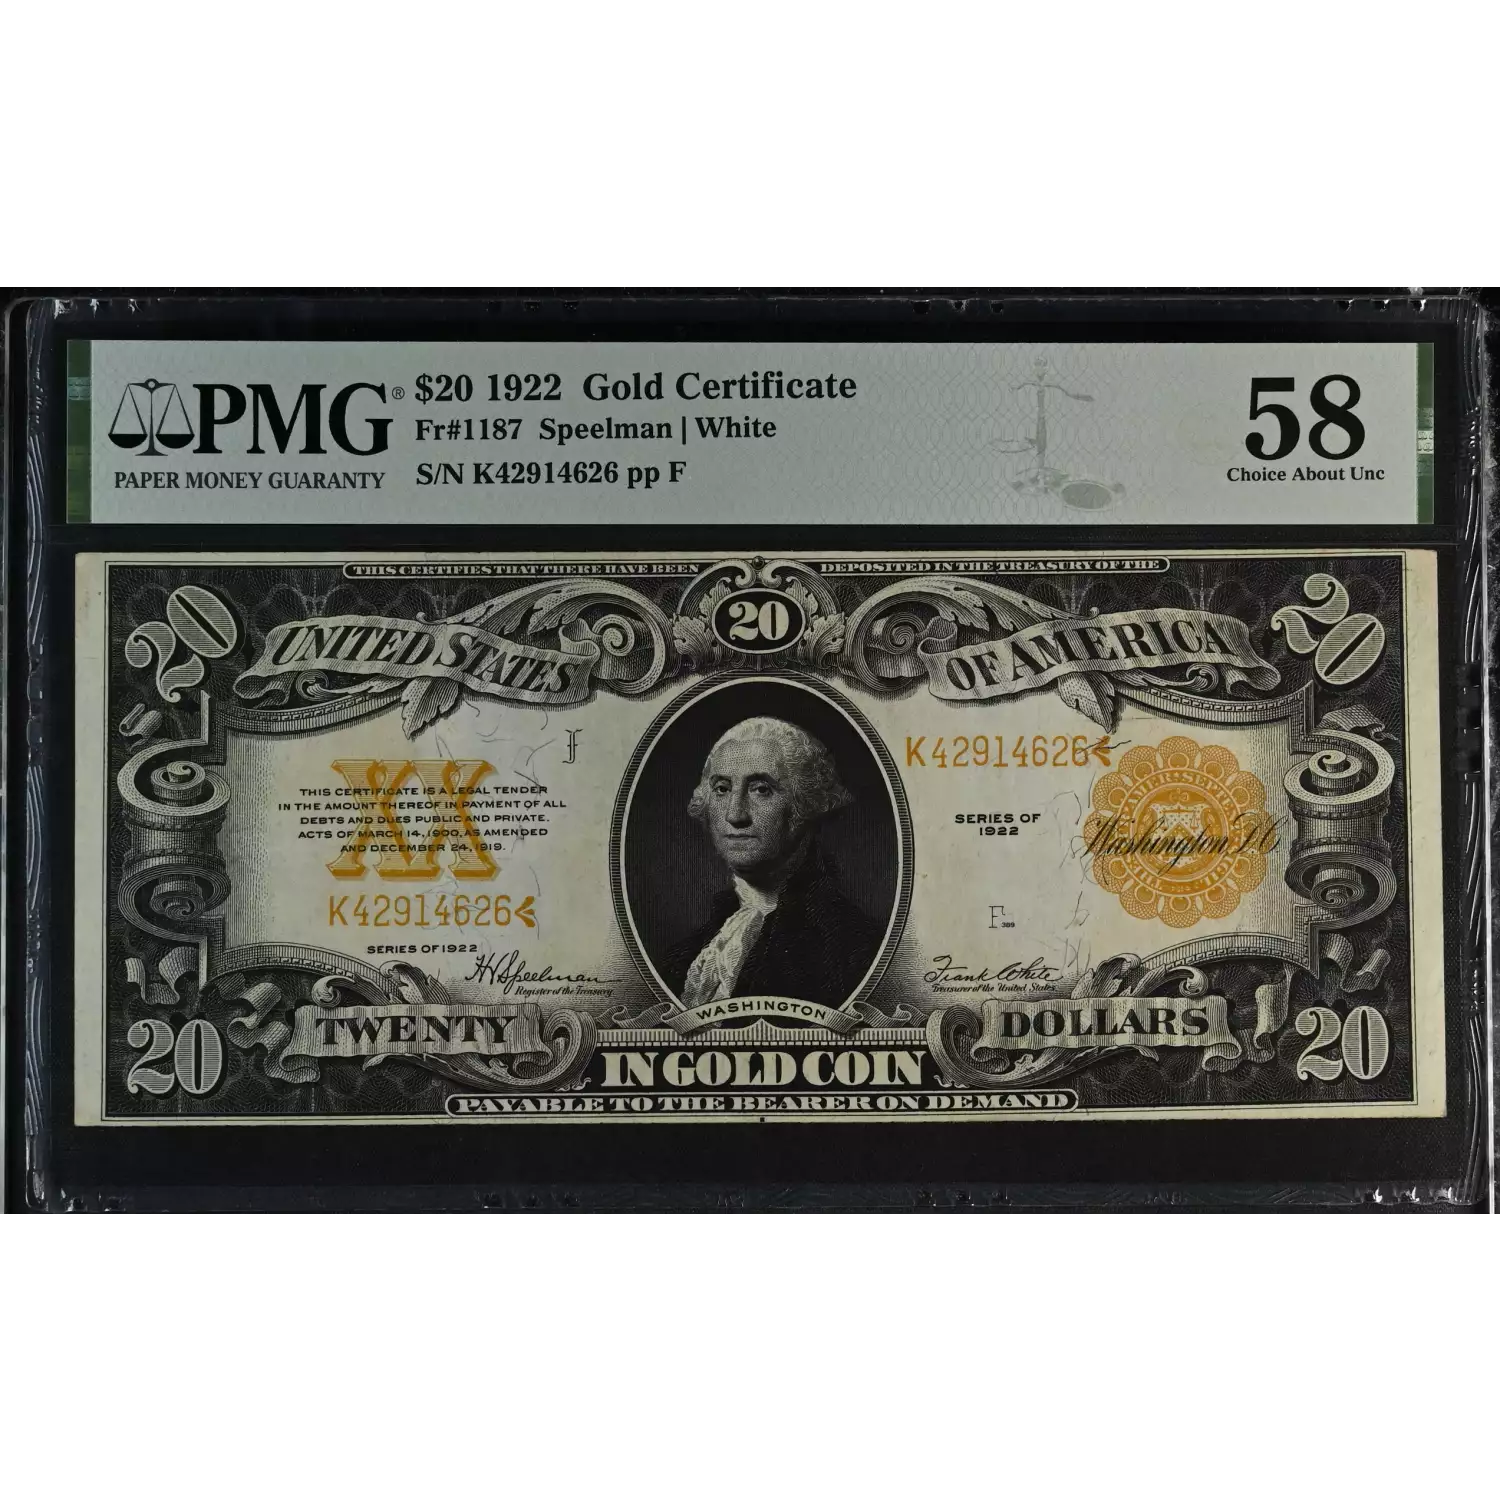 PMG®
PAPER MONEY GUARANTY
$20 1922 Gold Certificate
Fr#1187 Speelman | White
S/N K42914626 pp F
58
Choice About Unc
THIS CERTIFIES THAT THERE HAVE BEEN
DEPOSITED IN THE TREASURY OF THE
20
20
20
UNITED STATES
OF AMERICA
F
K42914626
XX
THIS CERTIFICATE IS A LEGAL TENDER
IN THE AMOUNT THEREOF IN PAYMENT OF ALL
DEBTS AND DUES PUBLIC AND PRIVATE.
ACTS OF MARCH 14, 1900, AS AMENDED
AND DECEMBER 24, 1919.
SERIES OF
1922
Washington D.C.
K42914626
F 389
SERIES OF 1922
H V Speelman
Register of the Treasury.
Frank White
Treasurer of the United States.
WASHINGTON
TWENTY
DOLLARS
20
20
IN GOLD COIN
PAYABLE TO THE BEARER ON DEMAND